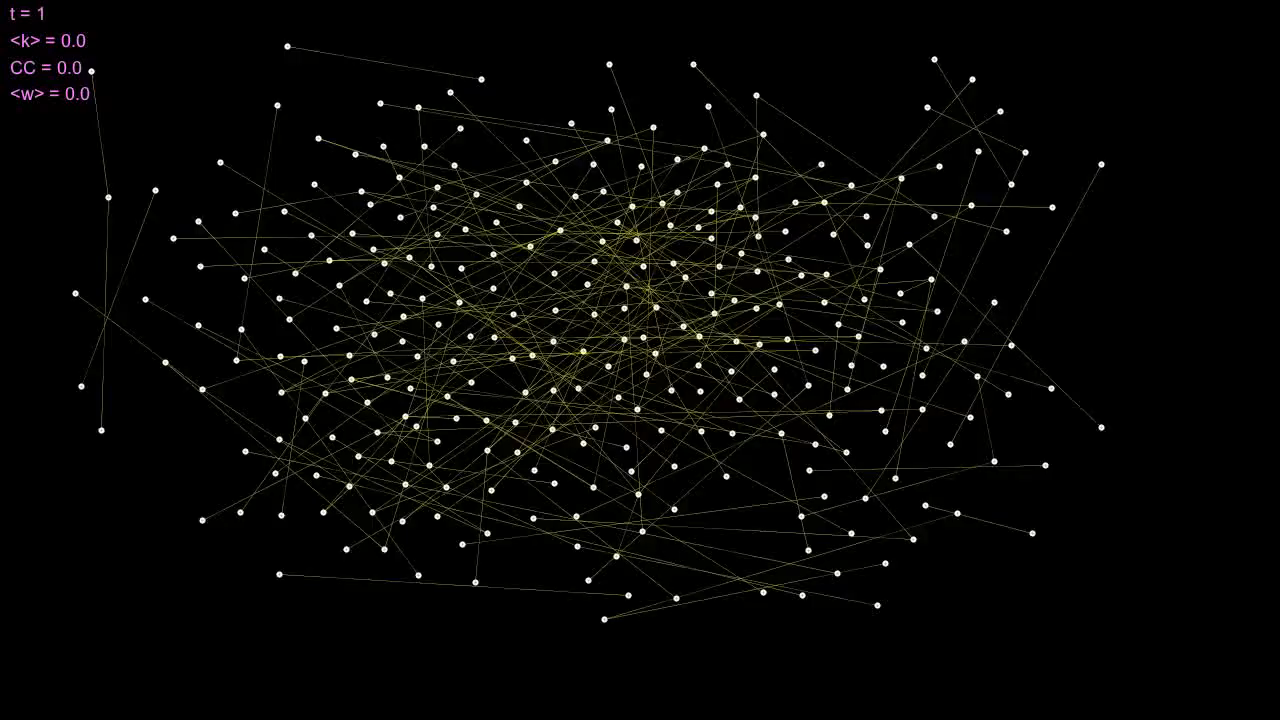 t = 1
<k> = 0.0
CC = 0.0
<w> = 0.0